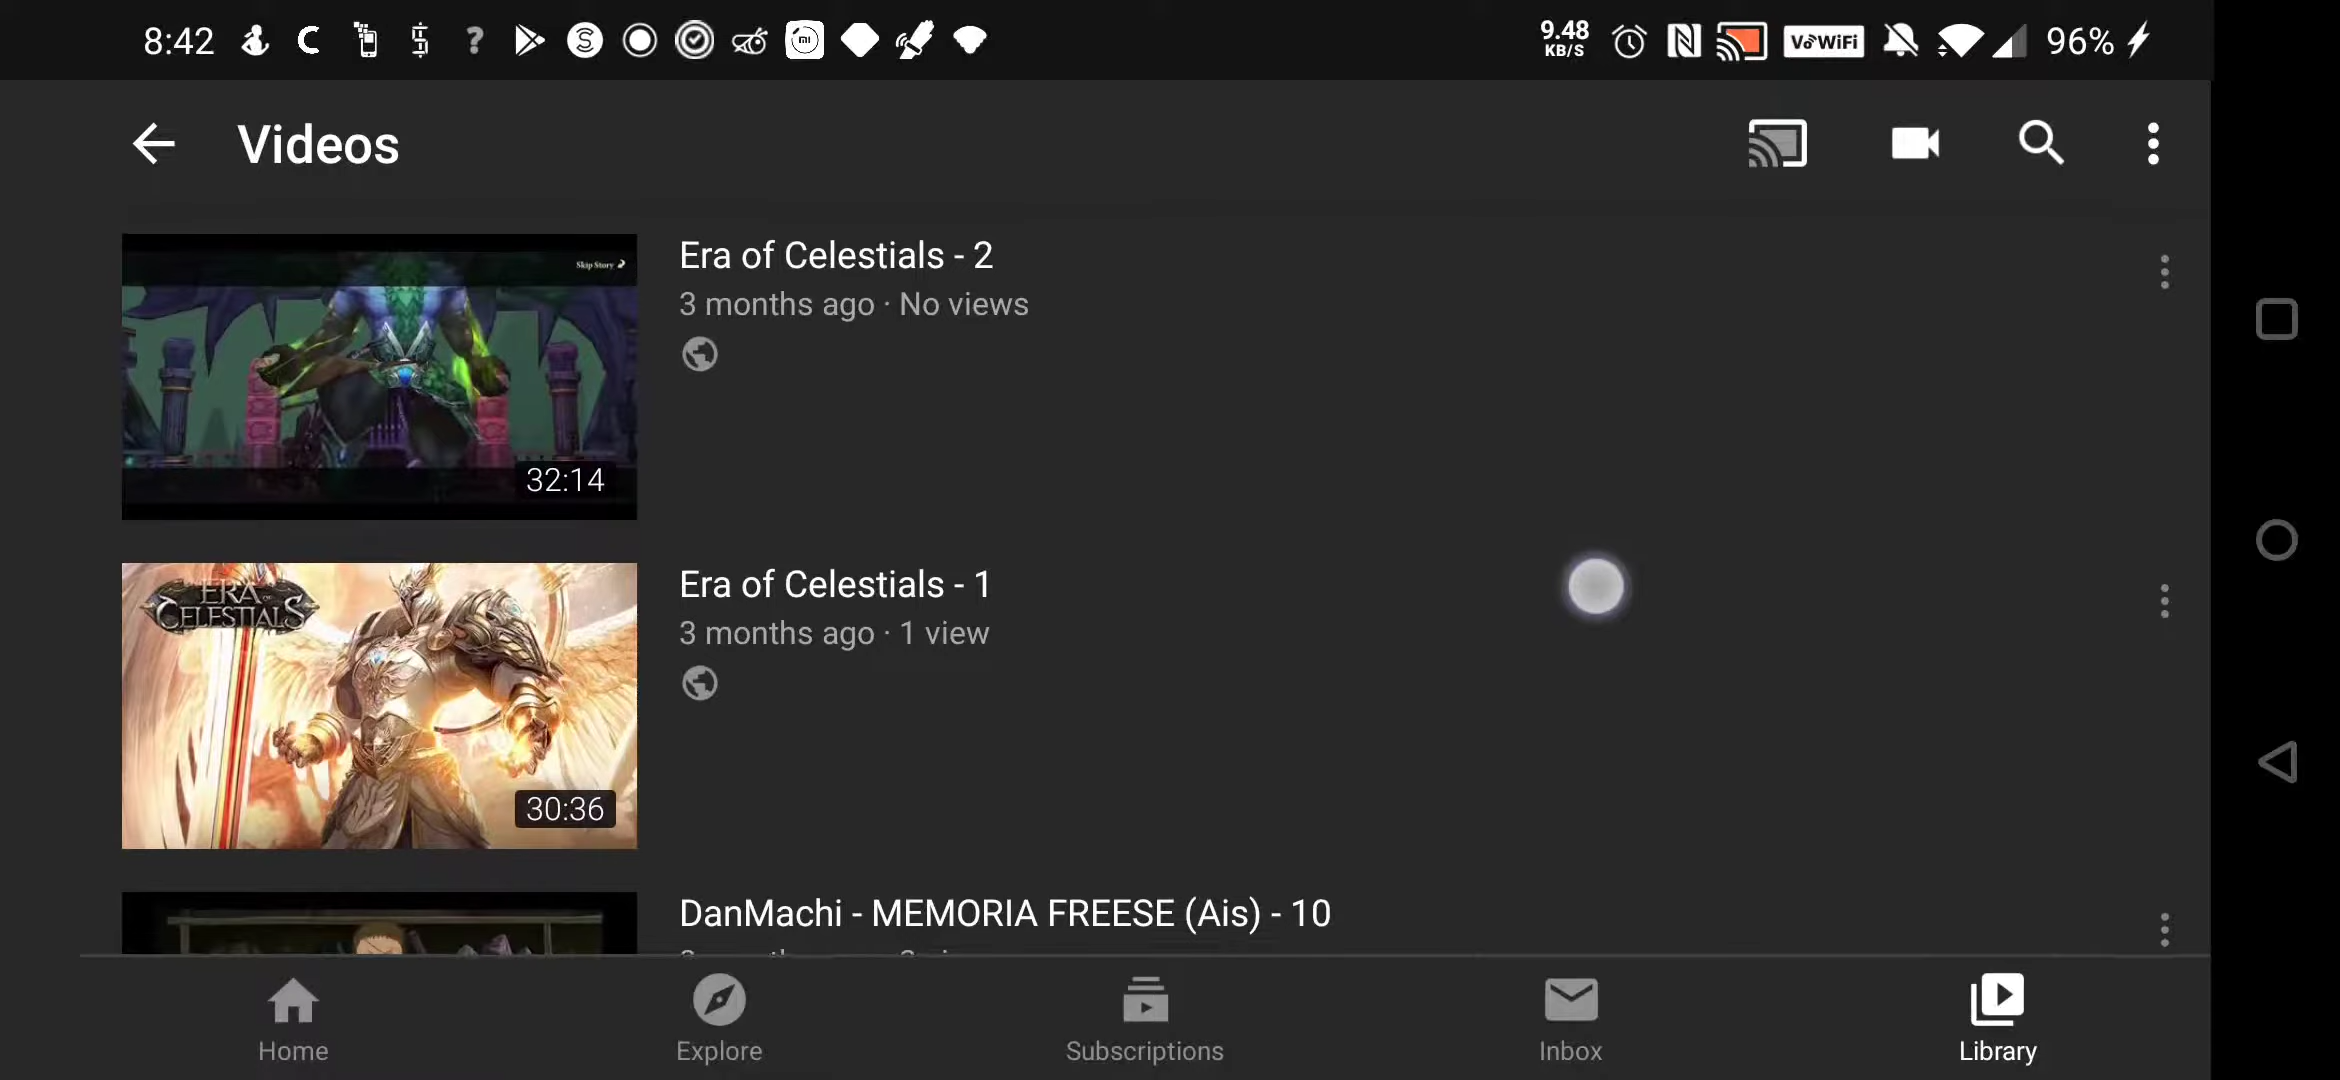 8:42
9.48
KB/S
VoWiFi
96%
Videos
Skip Story
32:14
Era of Celestials - 2
3 months ago · No views
ERA OF
CELESTIALS
30:36
Era of Celestials - 1
3 months ago · 1 view
DanMachi - MEMORIA FREESE (Ais) - 10
Home
Explore
Subscriptions
Inbox
Library